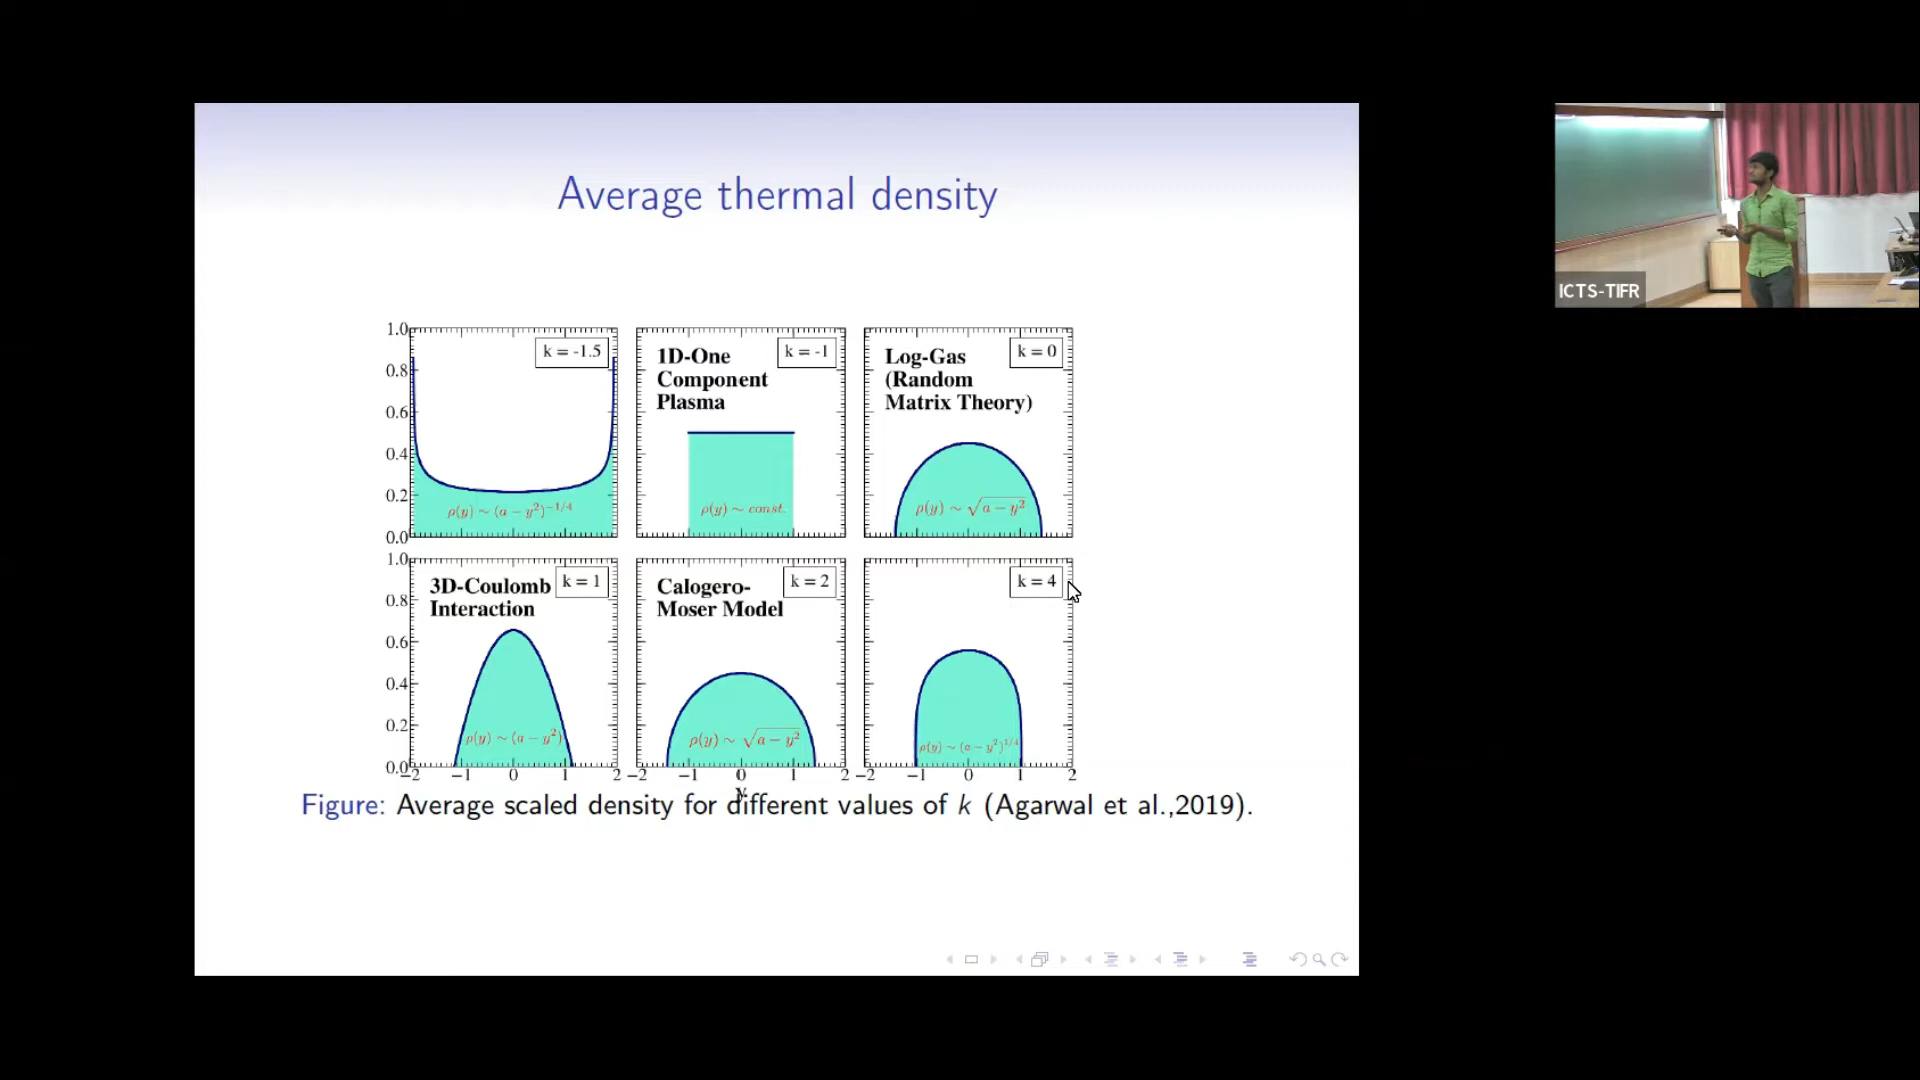 Average thermal density
1.0
0.8
0.6
0.4
0.2
0.0
k = -1.5
ρ(y) ∼ (a − y²)^{−1/4}
1D-One
Component
Plasma
k = -1
ρ(y) ∼ const.
Log-Gas
(Random
Matrix Theory)
k = 0
ρ(y) ∼ √(a − y²)
1.0
0.8
0.6
0.4
0.2
0.0
3D-Coulomb
Interaction
k = 1
ρ(y) ∼ (a − y²)
Calogero-
Moser Model
k = 2
ρ(y) ∼ √(a − y²)
k = 4
ρ(y) ∼ (a − y²)^{1/4}
−2 −1 0 1 2 −2 −1 0 1 2 −2 −1 0 1 2
y
Figure: Average scaled density for different values of k (Agarwal et al.,2019).
ICTS-TIFR